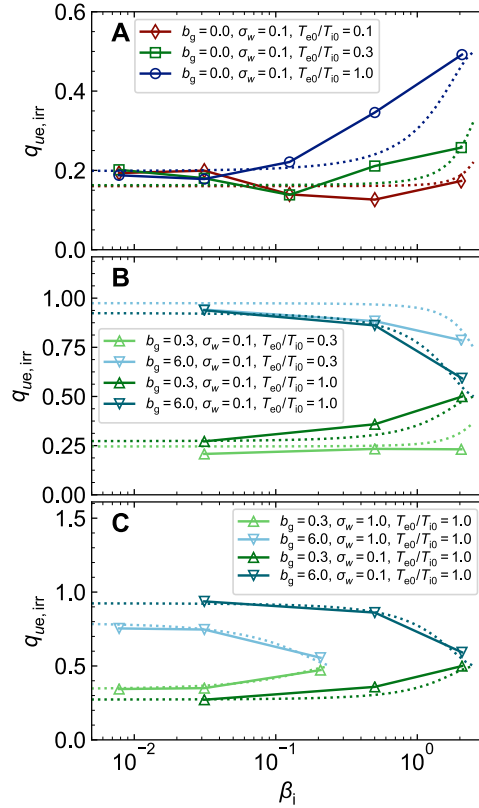 A
b_g=0.0, σ_w=0.1, T_e0/T_i0=0.1
b_g=0.0, σ_w=0.1, T_e0/T_i0=0.3
b_g=0.0, σ_w=0.1, T_e0/T_i0=1.0
0.6
0.4
0.2
0.0
q_ue,irr
B
b_g=0.3, σ_w=0.1, T_e0/T_i0=0.3
b_g=6.0, σ_w=0.1, T_e0/T_i0=0.3
b_g=0.3, σ_w=0.1, T_e0/T_i0=1.0
b_g=6.0, σ_w=0.1, T_e0/T_i0=1.0
1.00
0.75
0.50
0.25
0.00
q_ue,irr
C
b_g=0.3, σ_w=1.0, T_e0/T_i0=1.0
b_g=6.0, σ_w=1.0, T_e0/T_i0=1.0
b_g=0.3, σ_w=0.1, T_e0/T_i0=1.0
b_g=6.0, σ_w=0.1, T_e0/T_i0=1.0
1.5
1.0
0.5
0.0
q_ue,irr
10^−2
10^−1
10^0
β_i